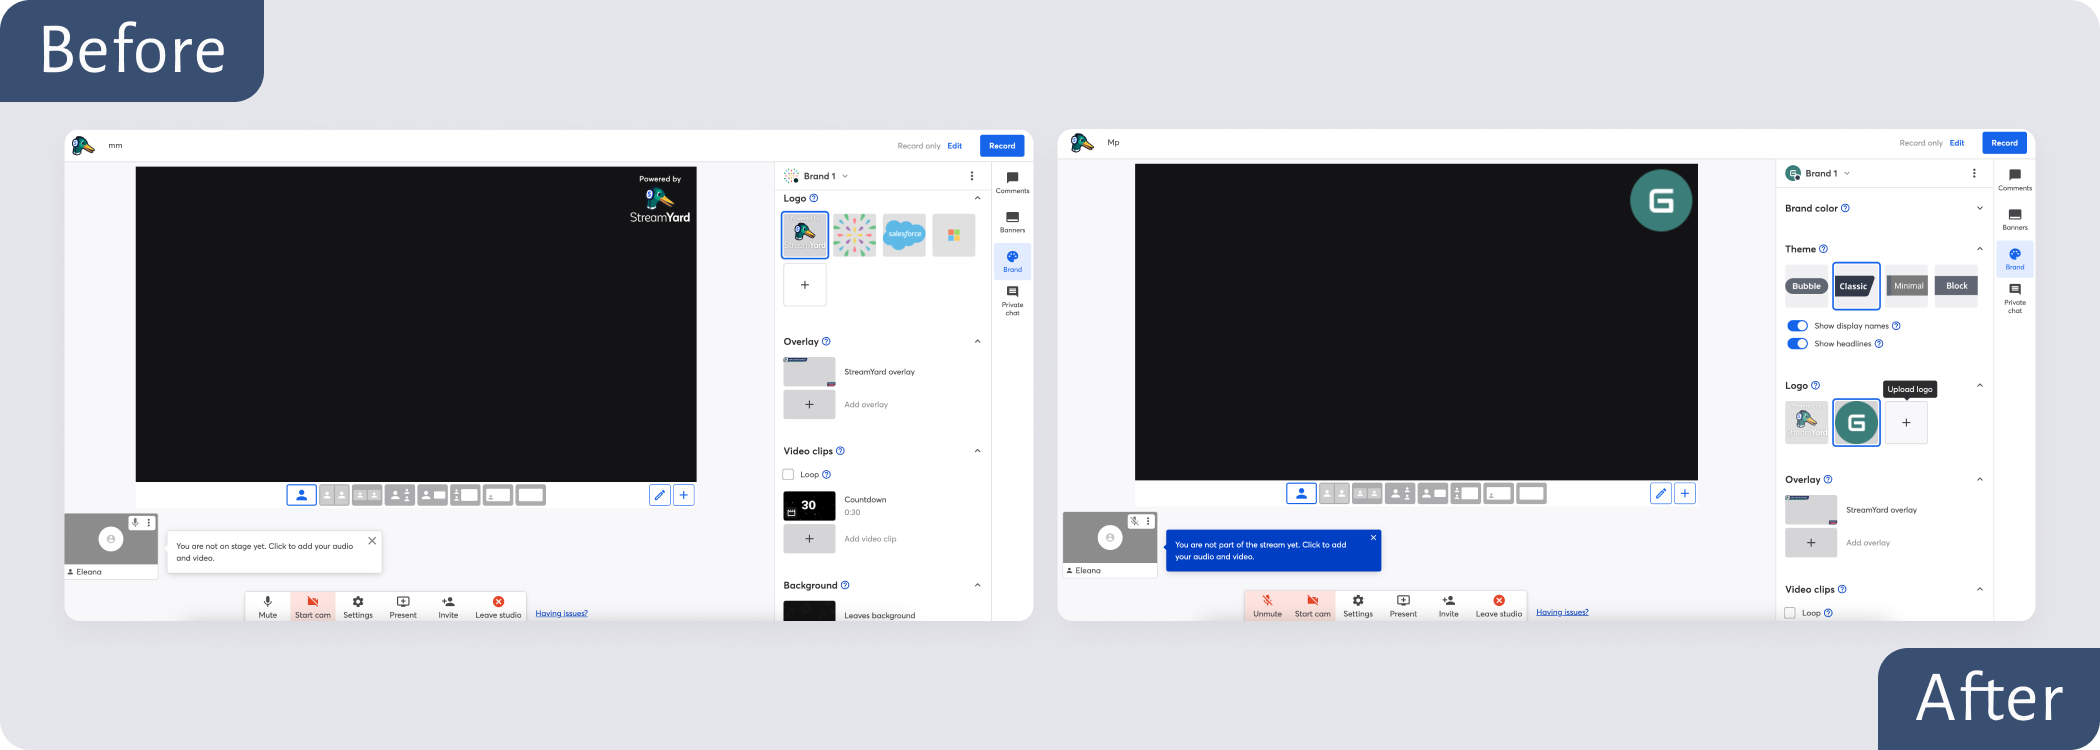 Before
mm
Record only Edit
Record
Powered by
StreamYard
Brand 1
Logo
StreamYard
salesforce
Overlay
StreamYard overlay
Add overlay
Video clips
Loop
30
Countdown
0:30
Add video clip
Background
Leaves background
Comments
Banners
Brand
Private
chat
Eleana
You are not on stage yet. Click to add your audio
and video.
Mute
Start cam
Settings
Present
Invite
Leave studio
Having issues?
Mp
Record only Edit
Record
G
Brand 1
Brand color
Theme
Bubble
Classic
Minimal
Block
Show display names
Show headlines
Logo
Upload logo
StreamYard
G
Overlay
StreamYard overlay
Add overlay
Video clips
Loop
Comments
Banners
Brand
Private
chat
Eleana
You are not part of the stream yet. Click to add
your audio and video.
Unmute
Start cam
Settings
Present
Invite
Leave studio
Having issues?
After